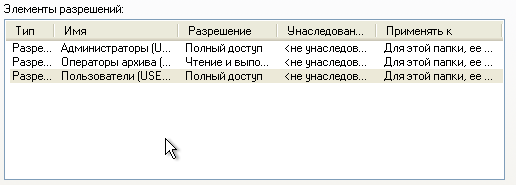 Элементы разрешений:
Тип Имя Разрешение Унаследован... Применять к
Разре... Администраторы (U... Полный доступ <не унаследов... Для этой папки, ее ...
Разре... Операторы архива (... Чтение и выпо... <не унаследов... Для этой папки, ее ...
Разре... Пользователи (USE... Полный доступ <не унаследов... Для этой папки, ее ...